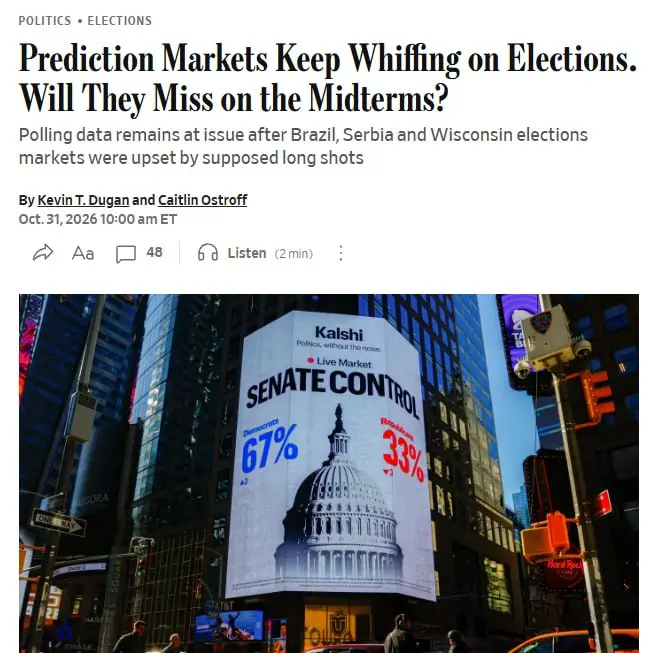 POLITICS • ELECTIONS
Prediction Markets Keep Whiffing on Elections.
Will They Miss on the Midterms?
Polling data remains at issue after Brazil, Serbia and Wisconsin elections
markets were upset by supposed long shots
By Kevin T. Dugan and Caitlin Ostroff
Oct. 31, 2026 10:00 am ET
Aa
48
Listen (2 min)
Kalshi
Politics, without the noise
Live Market
SENATE CONTROL
Democrats
67%
Republicans
33%
ONE WAY
AT&T
Hard Rock